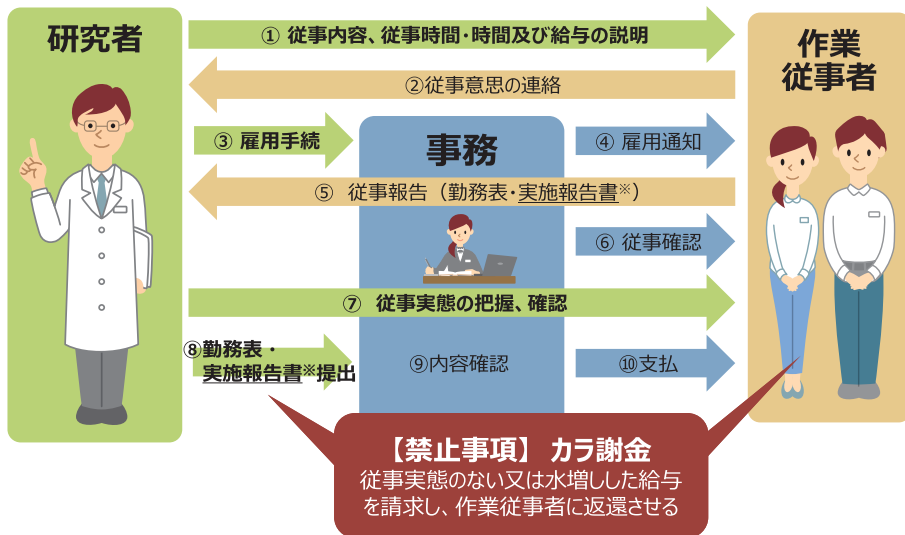 研究者
① 従事内容、従事時間・時間及び給与の説明
作業
従事者
②従事意思の連絡
③ 雇用手続
事務
④ 雇用通知
⑤ 従事報告（勤務表・実施報告書※）
⑥ 従事確認
⑦ 従事実態の把握、確認
⑧勤務表・
実施報告書※提出
⑨内容確認
⑩支払
【禁止事項】 カラ謝金
従事実態のない又は水増しした給与
を請求し、作業従事者に返還させる